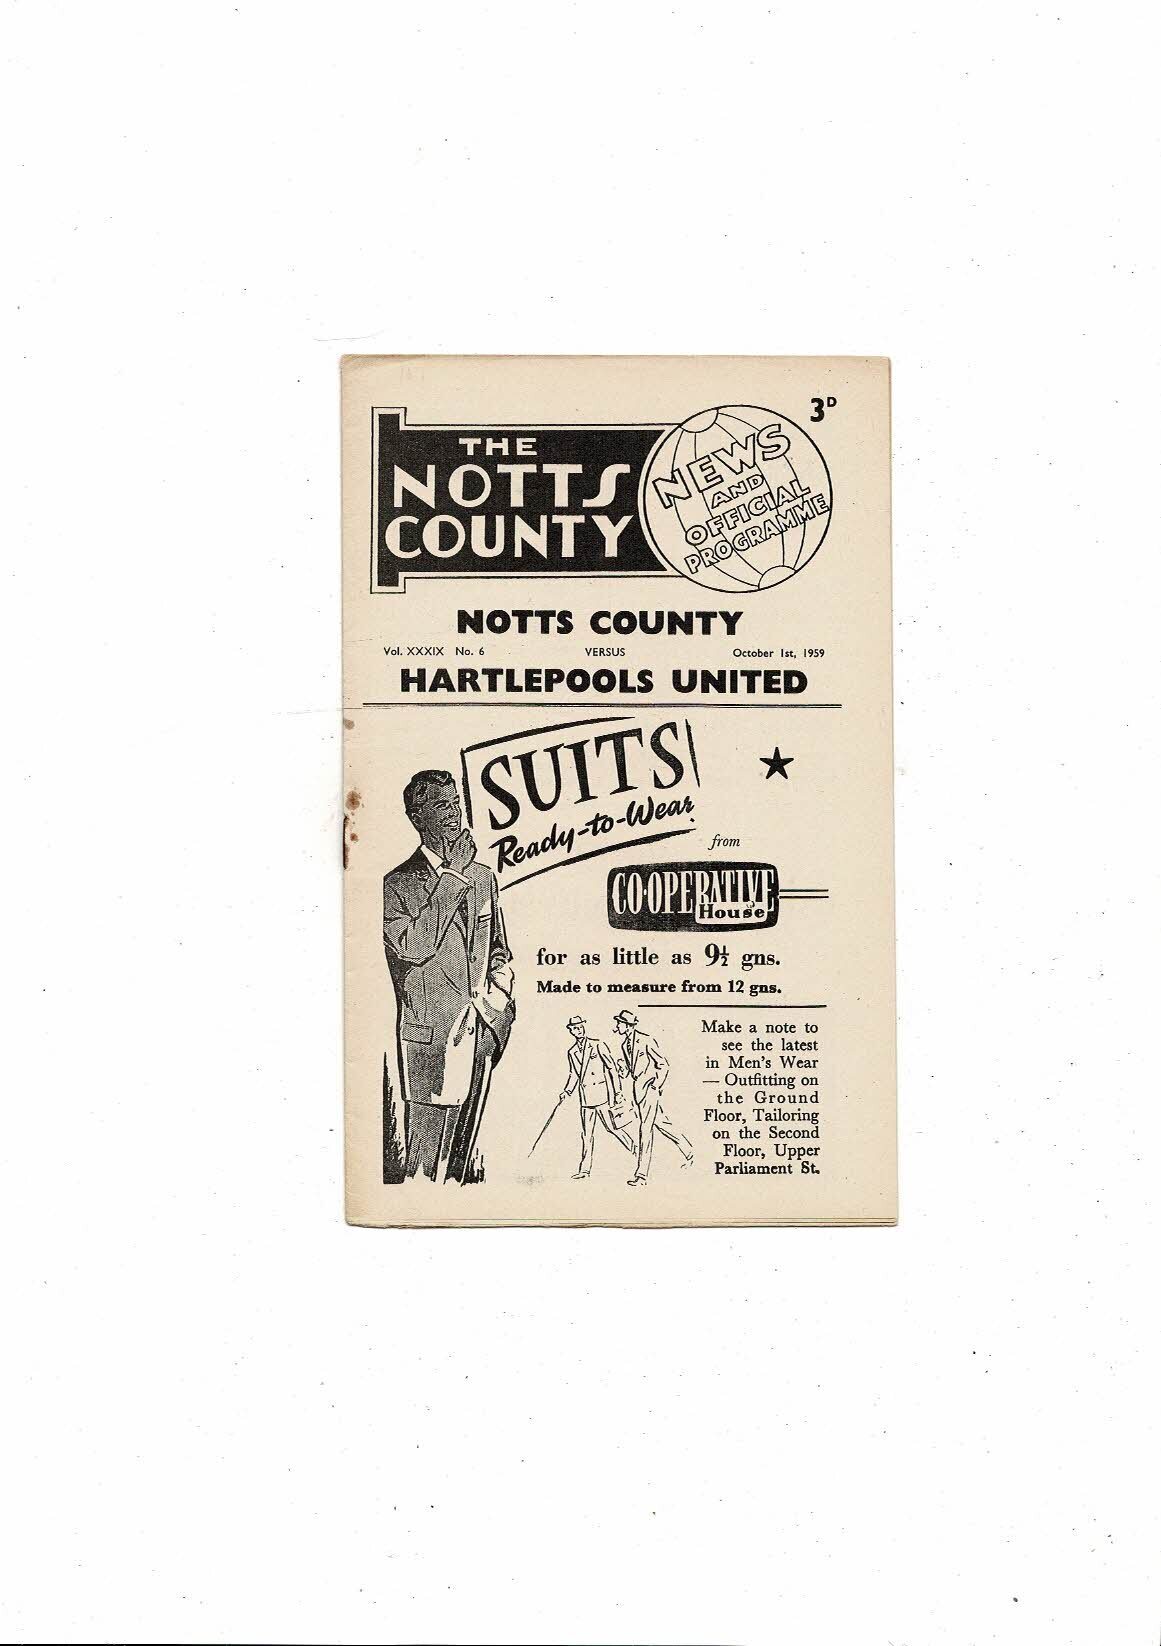 3D
THE
NOTTS
COUNTY
NEWS
AND
OFFICIAL
PROGRAMME
NOTTS COUNTY
Vol. XXXIX No. 6 VERSUS October 1st, 1959
HARTLEPOOLS UNITED
SUITS
Ready-to-Wear
from
CO-OPERATIVE
House
for as little as 9½ gns.
Made to measure from 12 gns.
Make a note to
see the latest
in Men's Wear
— Outfitting on
the Ground
Floor, Tailoring
on the Second
Floor, Upper
Parliament St.